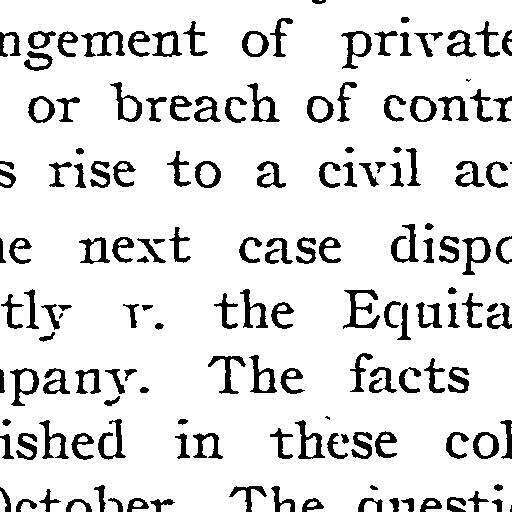 ngement of private
or breach of contr
s rise to a civil ac
ne next case dispo
tly v. the Equita
mpany. The facts
ished in these col
October. The questi